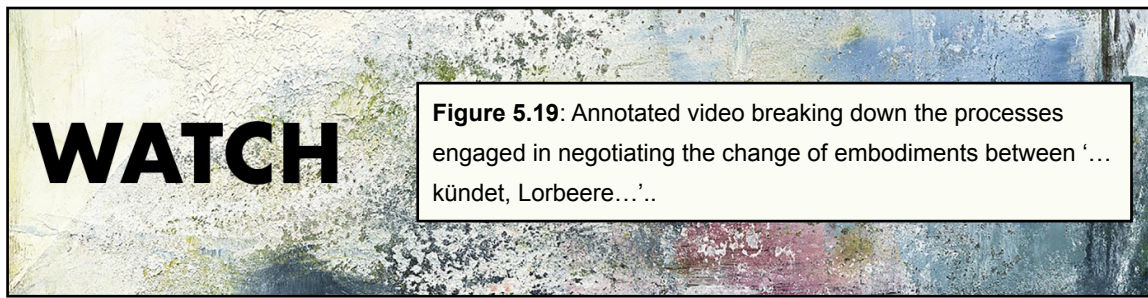 WATCH
Figure 5.19: Annotated video breaking down the processes
engaged in negotiating the change of embodiments between ‘…
kündet, Lorbeere…’..